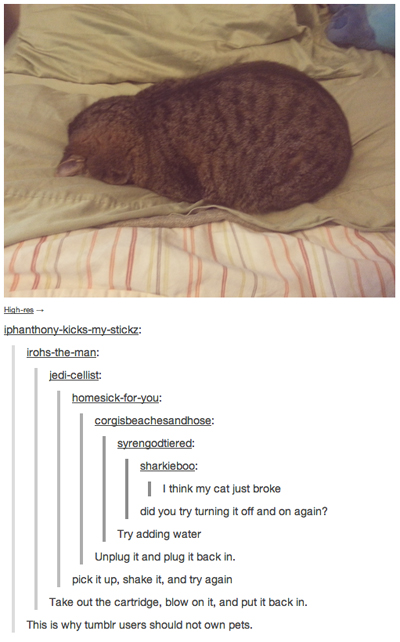 High-res →
iphanthony-kicks-my-stickz:
irohs-the-man:
jedi-cellist:
homesick-for-you:
corgisbeachesandhose:
syrengodtiered:
sharkieboo:
I think my cat just broke
did you try turning it off and on again?
Try adding water
Unplug it and plug it back in.
pick it up, shake it, and try again
Take out the cartridge, blow on it, and put it back in.
This is why tumblr users should not own pets.